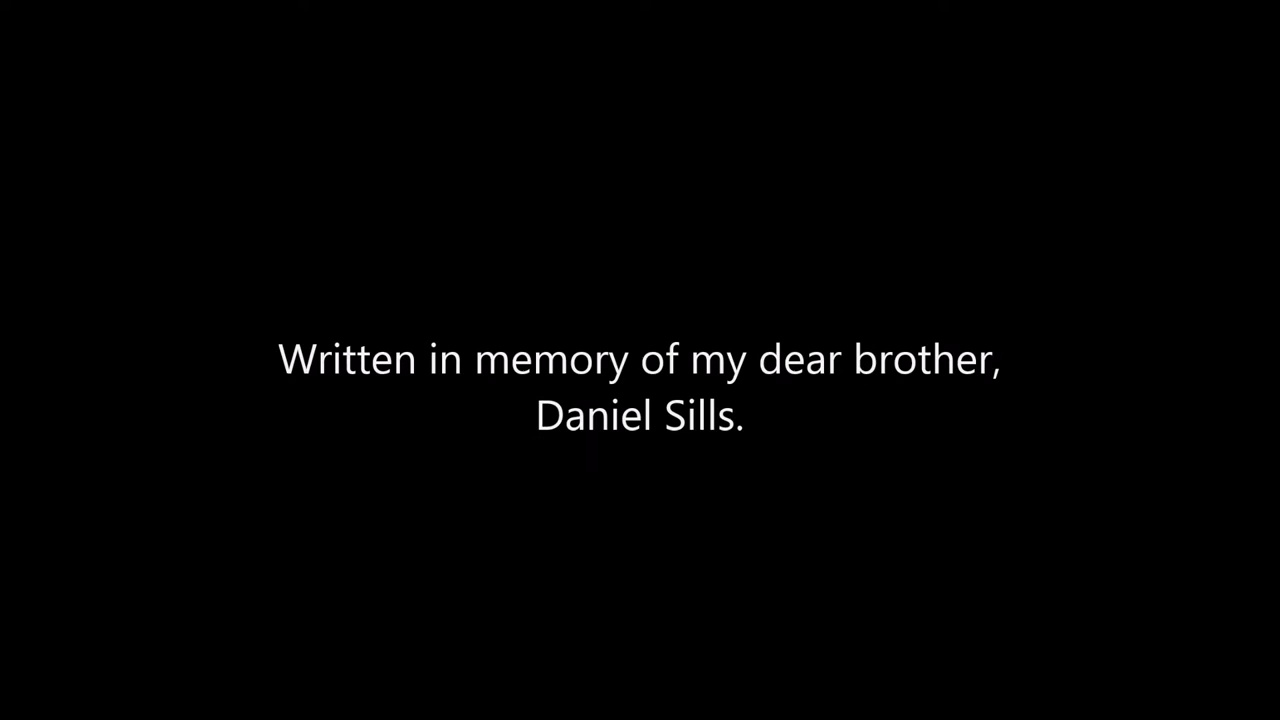 Written in memory of my dear brother,
Daniel Sills.